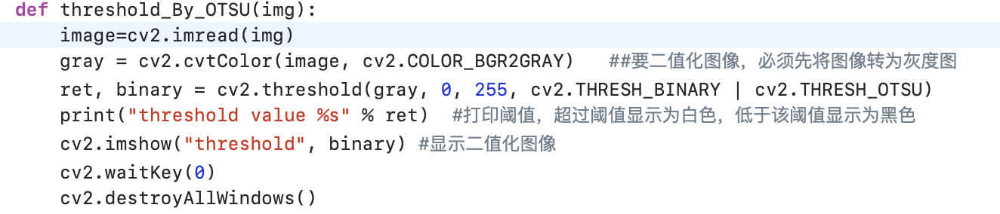 def threshold_By_OTSU(img):
    image=cv2.imread(img)
    gray = cv2.cvtColor(image, cv2.COLOR_BGR2GRAY)   ##要二值化图像，必须先将图像转为灰度图
    ret, binary = cv2.threshold(gray, 0, 255, cv2.THRESH_BINARY | cv2.THRESH_OTSU)
    print("threshold value %s" % ret)  #打印阈值，超过阈值显示为白色，低于该阈值显示为黑色
    cv2.imshow("threshold", binary) #显示二值化图像
    cv2.waitKey(0)
    cv2.destroyAllWindows()